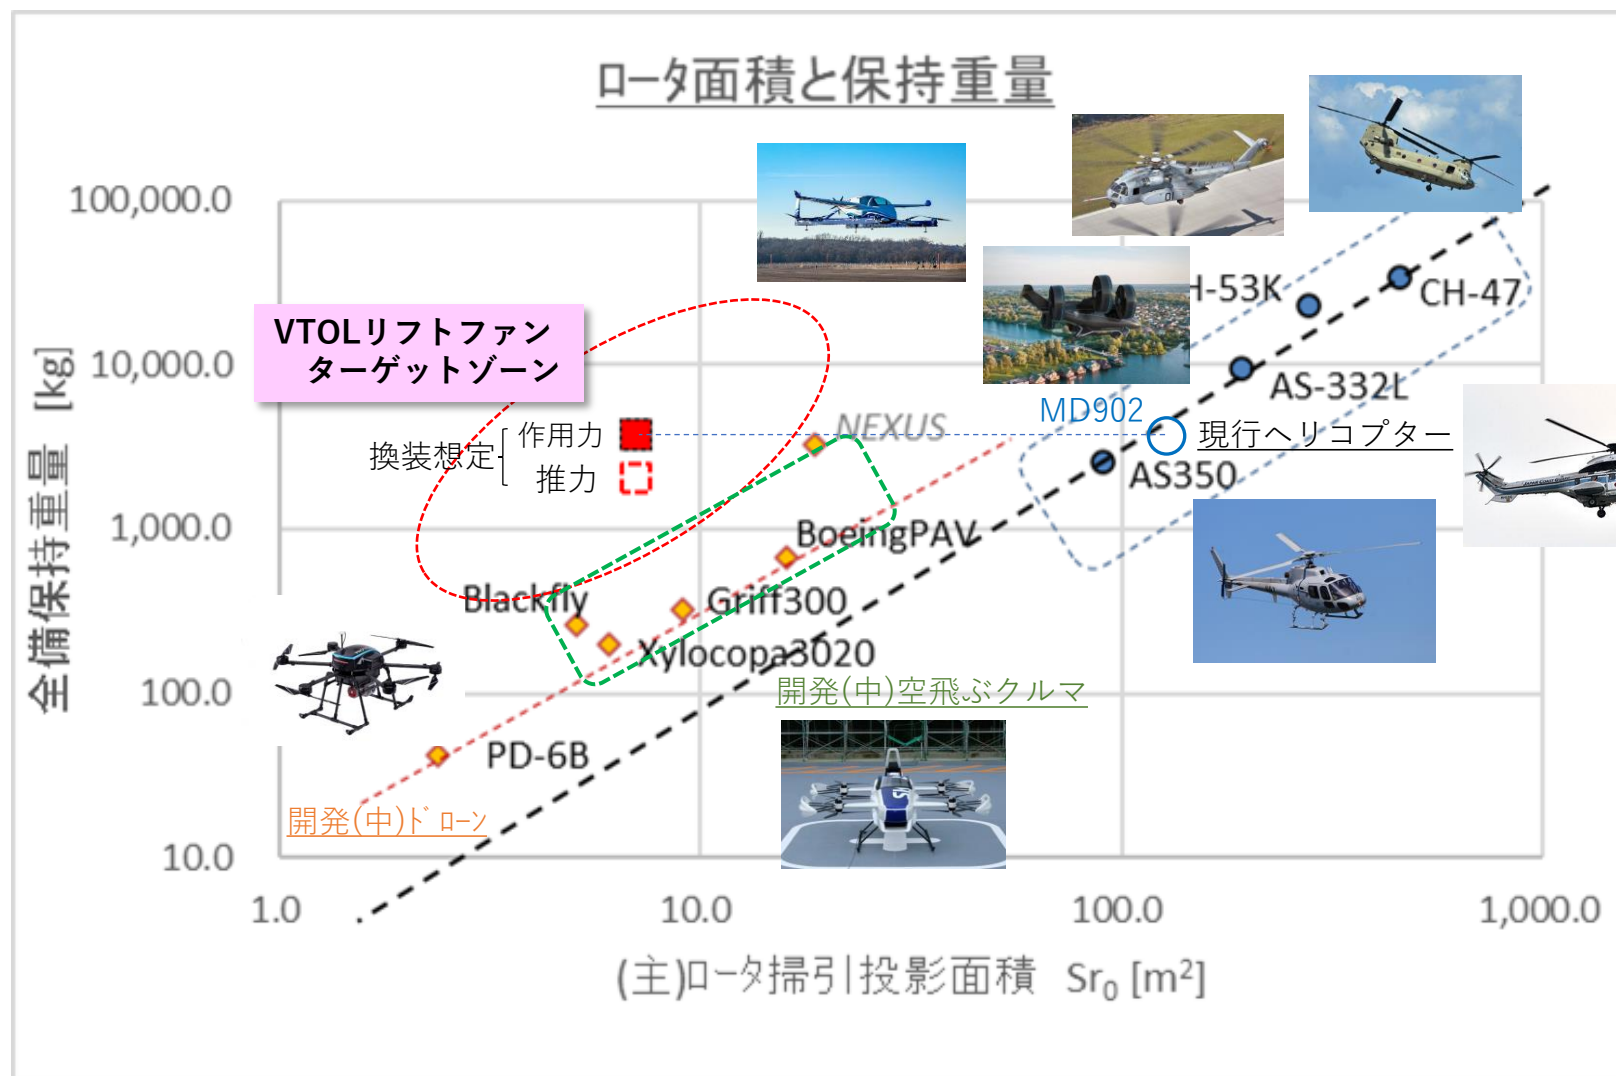 ロータ面積と保持重量
100,000.0
10,000.0
1,000.0
100.0
10.0
全備保持重量 [kg]
VTOLリフトファン
ターゲットゾーン
換装想定
作用力
推力
NEXUS
BoeingPAV
Blackfly
Griff300
Xylocopa3020
PD-6B
開発(中)ドローン
開発(中)空飛ぶクルマ
H-53K
CH-47
AS-332L
MD902
現行ヘリコプター
AS350
1.0
10.0
100.0
1,000.0
(主)ロータ掃引投影面積 Sr₀ [m²]